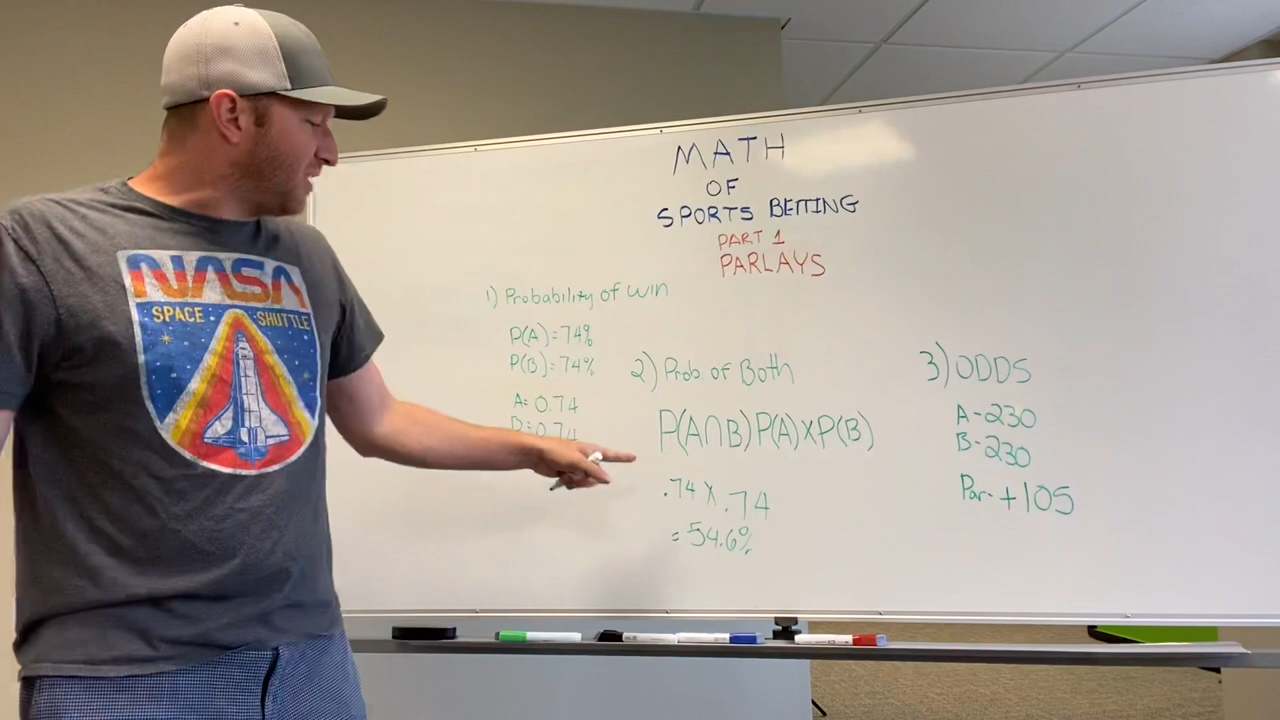 MATH
OF
SPORTS BETTING
PART 1
PARLAYS
1) Probability of win
P(A)=74%
P(B)=74%
A=0.74
B=0.74
2) Prob. of Both
P(A∩B)P(A)XP(B)
.74 X .74
=54.6%
3) ODDS
A-230
B-230
Par-+105
NASA
SPACE SHUTTLE